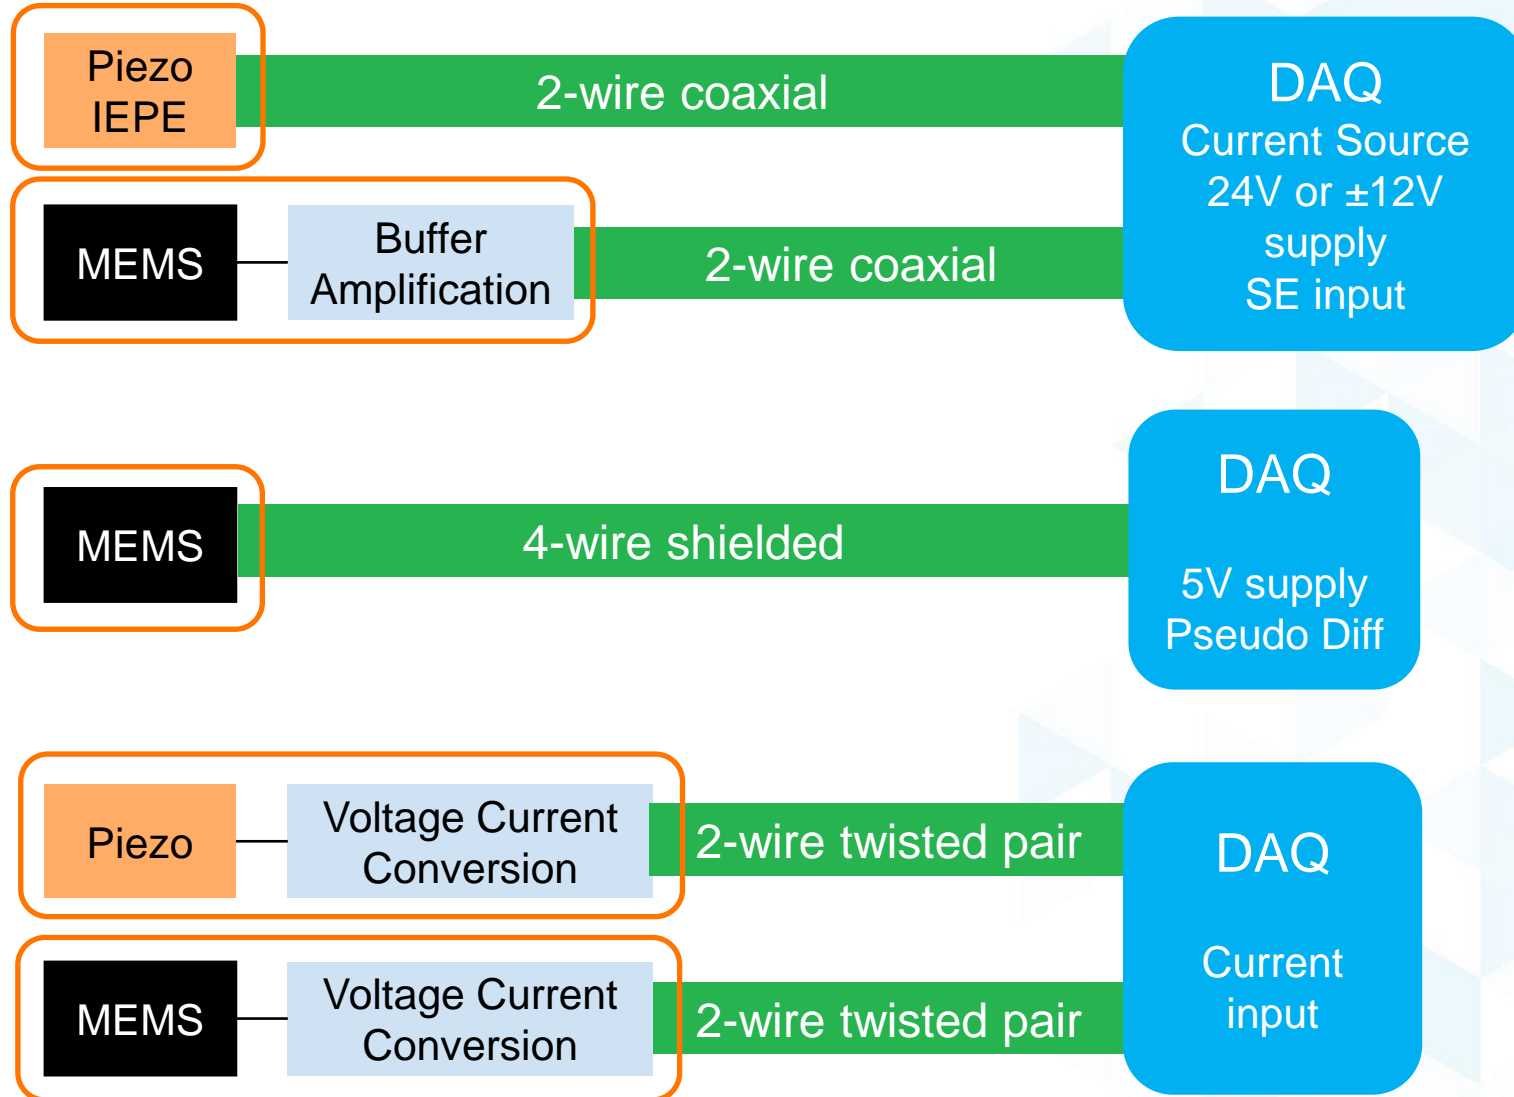 Piezo
IEPE
2-wire coaxial
DAQ
Current Source
24V or ±12V
supply
SE input
MEMS
Buffer
Amplification
2-wire coaxial
MEMS
4-wire shielded
DAQ
5V supply
Pseudo Diff
Piezo
Voltage Current
Conversion
2-wire twisted pair
DAQ
Current
input
MEMS
Voltage Current
Conversion
2-wire twisted pair